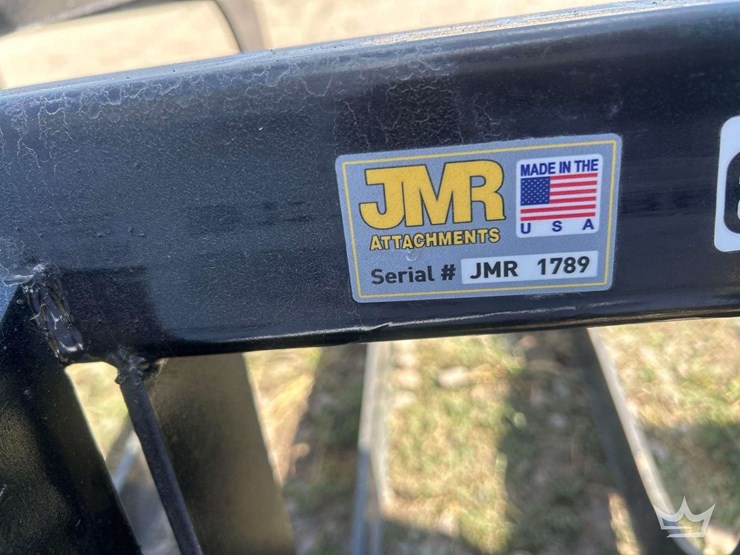 JMR
ATTACHMENTS
MADE IN THE
USA
Serial # JMR 1789